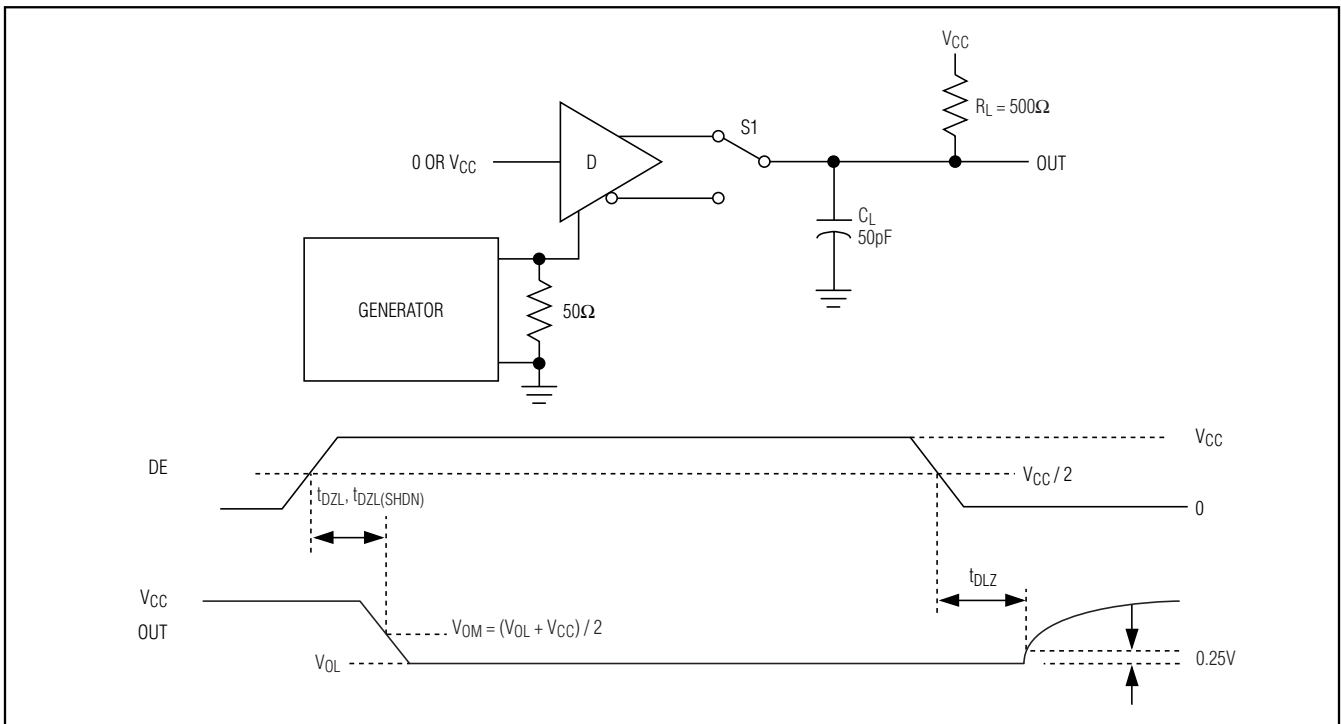 VCC
RL = 500Ω
S1
0 OR VCC
D
OUT
CL
50pF
GENERATOR
50Ω
VCC
DE
VCC / 2
tDZL, tDZL(SHDN)
0
tDLZ
VCC
OUT
VOM = (VOL + VCC) / 2
VOL
0.25V